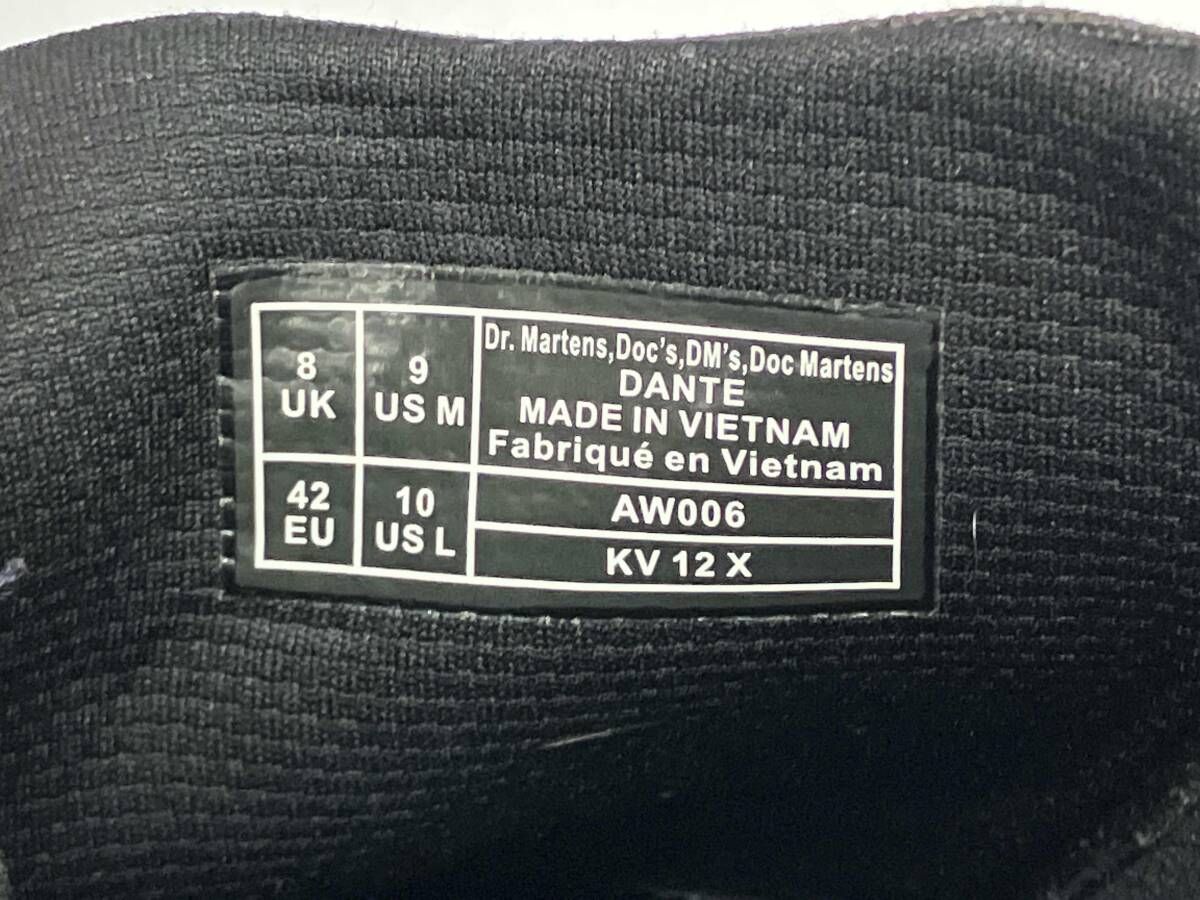 8
UK
9
US M
Dr. Martens,Doc's,DM's,Doc Martens
DANTE
MADE IN VIETNAM
Fabriqué en Vietnam
42
EU
10
US L
AW006
KV 12 X